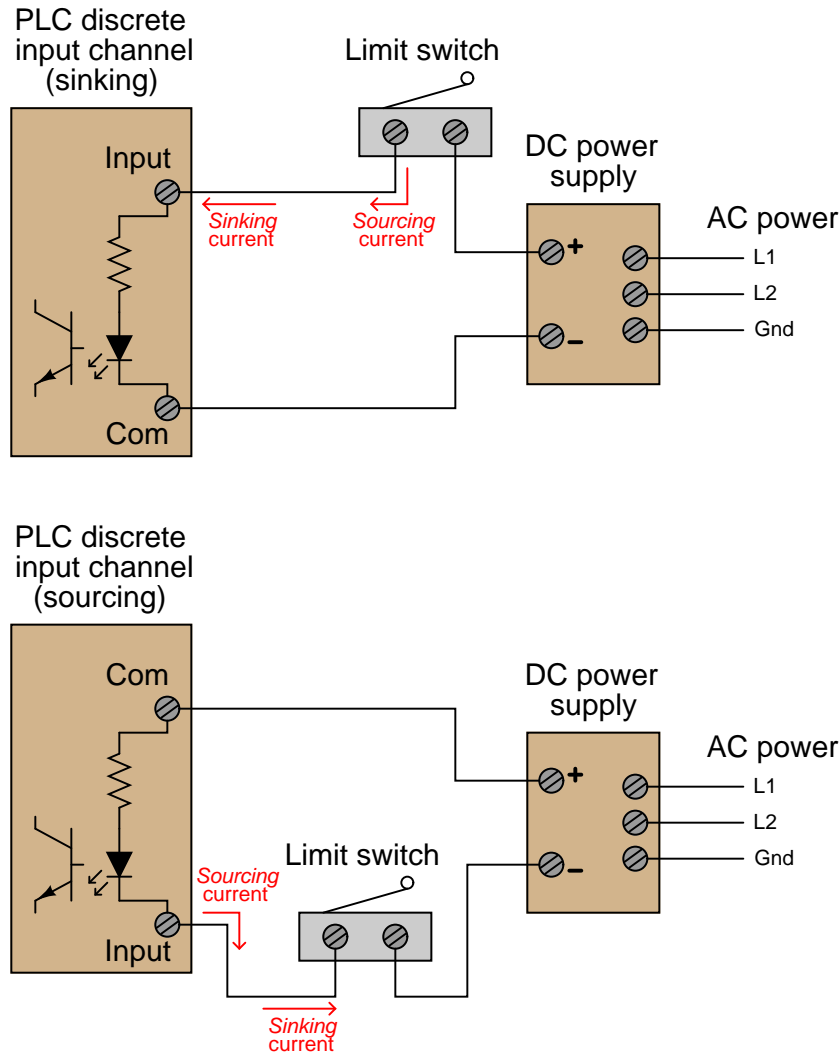 PLC discrete
input channel
(sinking)
Limit switch
Input
DC power
supply
AC power
Sinking
current
Sourcing
current
+
L1
L2
–
Gnd
Com
PLC discrete
input channel
(sourcing)
Com
DC power
supply
AC power
+
L1
L2
–
Gnd
Limit switch
Sourcing
current
Input
Sinking
current